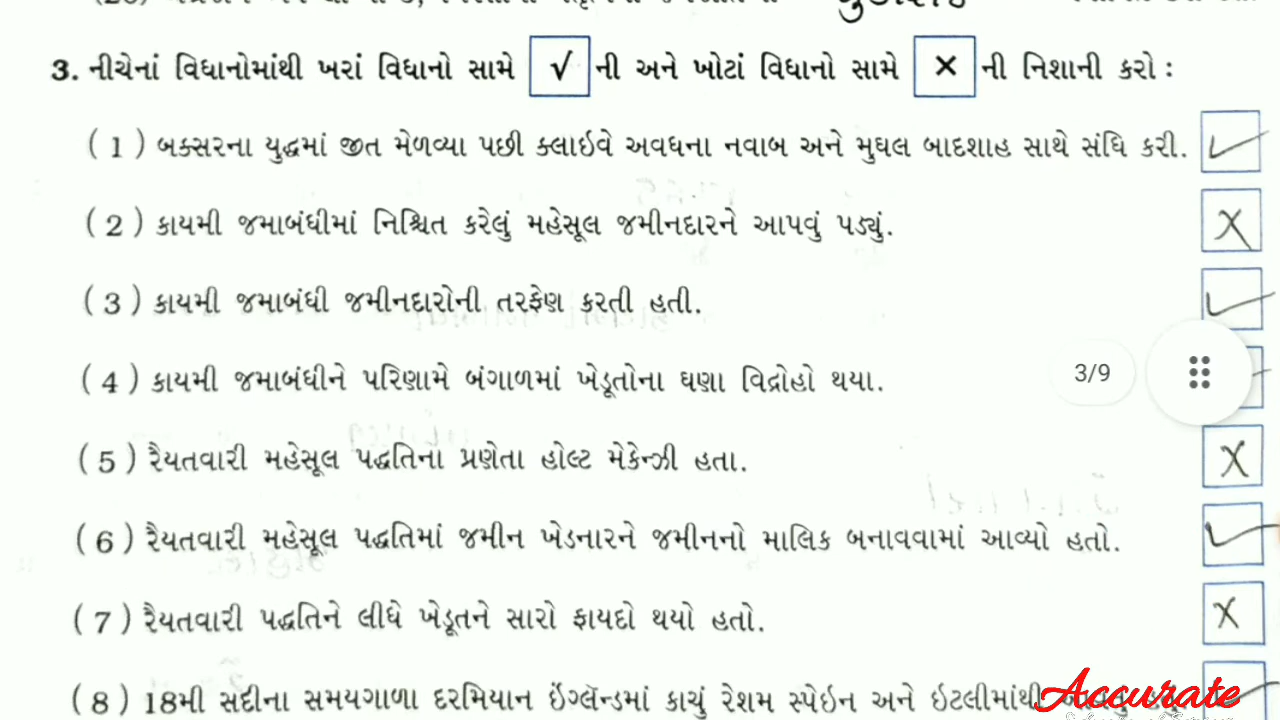 3. નીચેનાં વિધાનોમાંથી ખરાં વિધાનો સામે √ ની અને ખોટાં વિધાનો સામે × ની નિશાની કરો :
( 1 ) બક્સરના યુદ્ધમાં જીત મેળવ્યા પછી ક્લાઇવે અવધના નવાબ અને મુઘલ બાદશાહ સાથે સંધિ કરી. ✓
( 2 ) કાયમી જમાબંધીમાં નિશ્ચિત કરેલું મહેસૂલ જમીનદારને આપવું પડ્યું. X
( 3 ) કાયમી જમાબંધી જમીનદારોની તરફેણ કરતી હતી. ✓
( 4 ) કાયમી જમાબંધીને પરિણામે બંગાળમાં ખેડૂતોના ઘણા વિદ્રોહો થયા.
3/9
( 5 ) રૈયતવારી મહેસૂલ પદ્ધતિના પ્રણેતા હોલ્ટ મેકેન્ઝી હતા. X
( 6 ) રૈયતવારી મહેસૂલ પદ્ધતિમાં જમીન ખેડનારને જમીનનો માલિક બનાવવામાં આવ્યો હતો. ✓
( 7 ) રૈયતવારી પદ્ધતિને લીધે ખેડૂતને સારો ફાયદો થયો હતો. X
( 8 ) 18મી સદીના સમયગાળા દરમિયાન ઇંગ્લૅન્ડમાં કાચું રેશમ સ્પેઇન અને ઇટલીમાંથી
Accurate